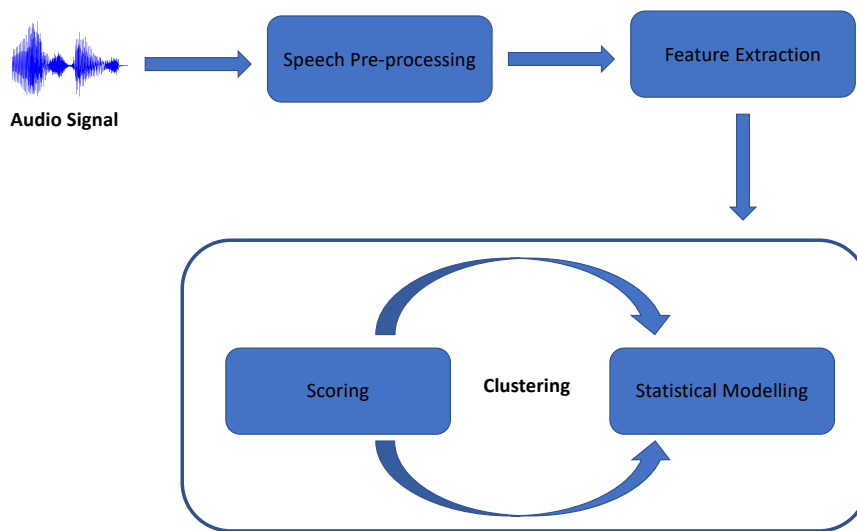 Audio Signal
Speech Pre-processing
Feature Extraction
Scoring
Clustering
Statistical Modelling